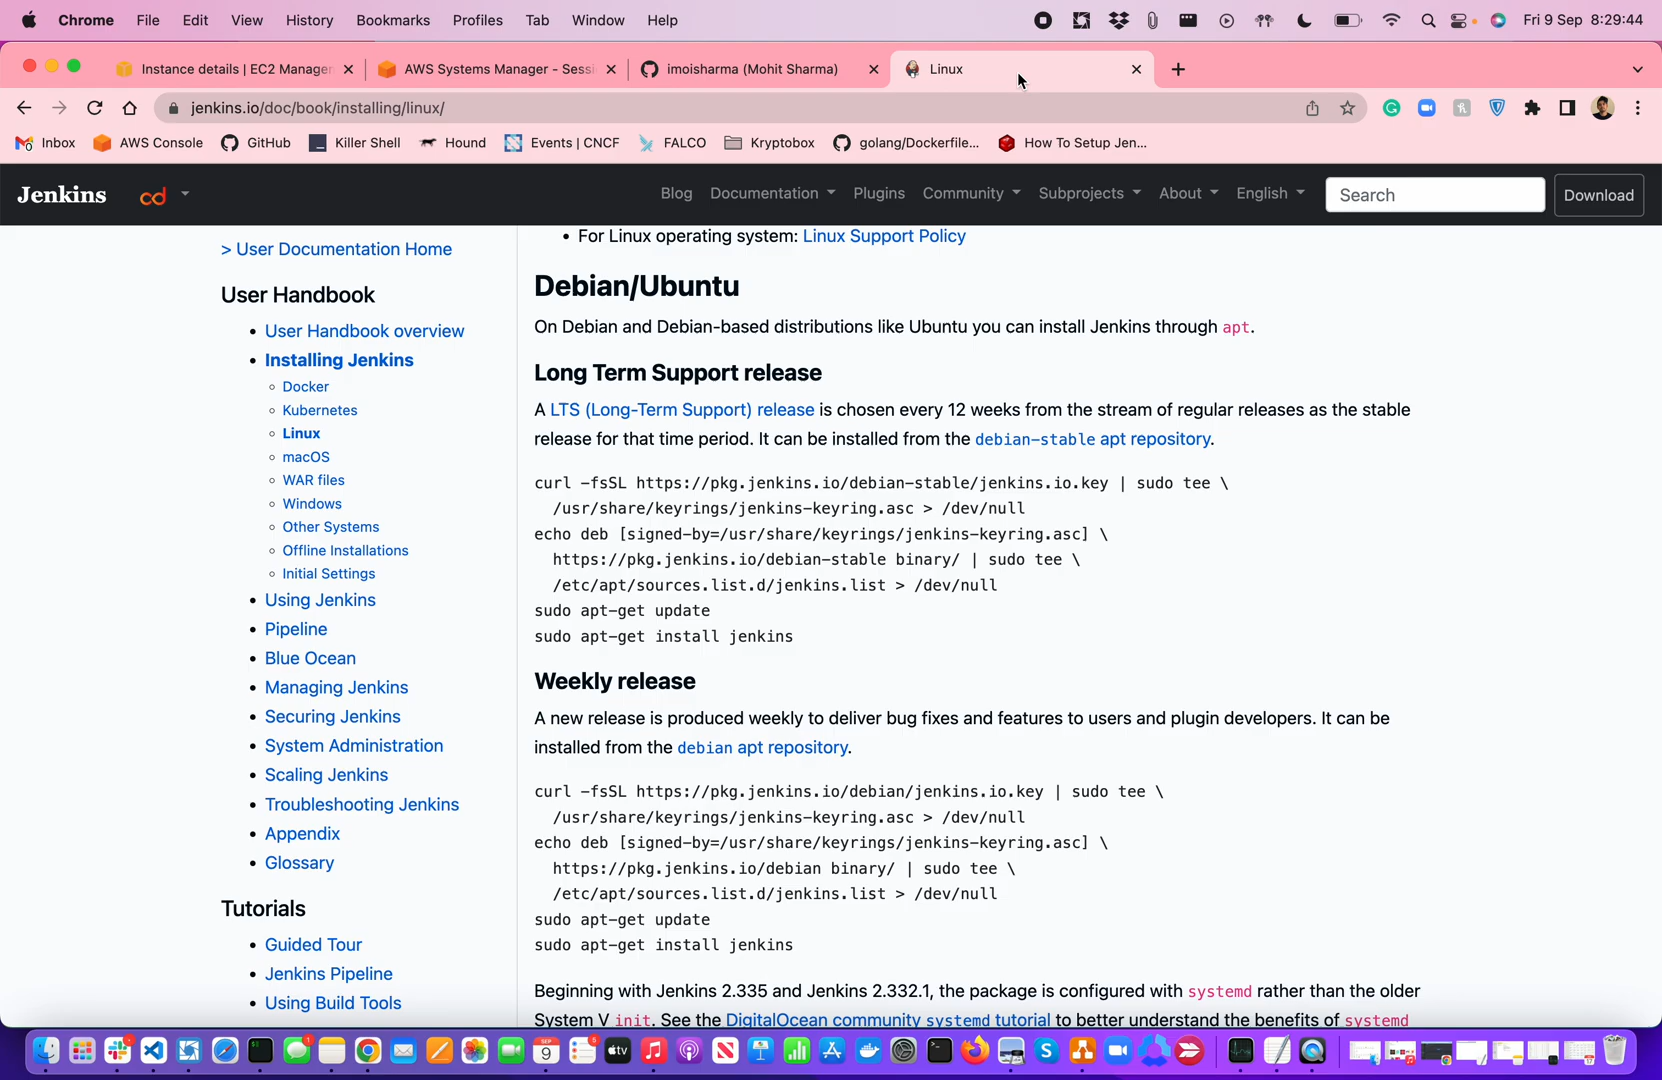 Chrome File Edit View History Bookmarks Profiles Tab Window Help Fri 9 Sep 8:29:44
Instance details | EC2 Manager AWS Systems Manager - Sessi imoisharma (Mohit Sharma) Linux
jenkins.io/doc/book/installing/linux/
Inbox AWS Console GitHub Killer Shell Hound Events | CNCF FALCO Kryptobox golang/Dockerfile... How To Setup Jen...
Jenkins cd Blog Documentation Plugins Community Subprojects About English Search Download
> User Documentation Home
User Handbook
• User Handbook overview
• Installing Jenkins
◦ Docker
◦ Kubernetes
◦ Linux
◦ macOS
◦ WAR files
◦ Windows
◦ Other Systems
◦ Offline Installations
◦ Initial Settings
• Using Jenkins
• Pipeline
• Blue Ocean
• Managing Jenkins
• Securing Jenkins
• System Administration
• Scaling Jenkins
• Troubleshooting Jenkins
• Appendix
• Glossary
Tutorials
• Guided Tour
• Jenkins Pipeline
• Using Build Tools
• For Linux operating system: Linux Support Policy
Debian/Ubuntu
On Debian and Debian-based distributions like Ubuntu you can install Jenkins through apt.
Long Term Support release
A LTS (Long-Term Support) release is chosen every 12 weeks from the stream of regular releases as the stable
release for that time period. It can be installed from the debian-stable apt repository.
curl -fsSL https://pkg.jenkins.io/debian-stable/jenkins.io.key | sudo tee \
/usr/share/keyrings/jenkins-keyring.asc > /dev/null
echo deb [signed-by=/usr/share/keyrings/jenkins-keyring.asc] \
https://pkg.jenkins.io/debian-stable binary/ | sudo tee \
/etc/apt/sources.list.d/jenkins.list > /dev/null
sudo apt-get update
sudo apt-get install jenkins
Weekly release
A new release is produced weekly to deliver bug fixes and features to users and plugin developers. It can be
installed from the debian apt repository.
curl -fsSL https://pkg.jenkins.io/debian/jenkins.io.key | sudo tee \
/usr/share/keyrings/jenkins-keyring.asc > /dev/null
echo deb [signed-by=/usr/share/keyrings/jenkins-keyring.asc] \
https://pkg.jenkins.io/debian binary/ | sudo tee \
/etc/apt/sources.list.d/jenkins.list > /dev/null
sudo apt-get update
sudo apt-get install jenkins
Beginning with Jenkins 2.335 and Jenkins 2.332.1, the package is configured with systemd rather than the older
System V init. See the DigitalOcean community systemd tutorial to better understand the benefits of systemd